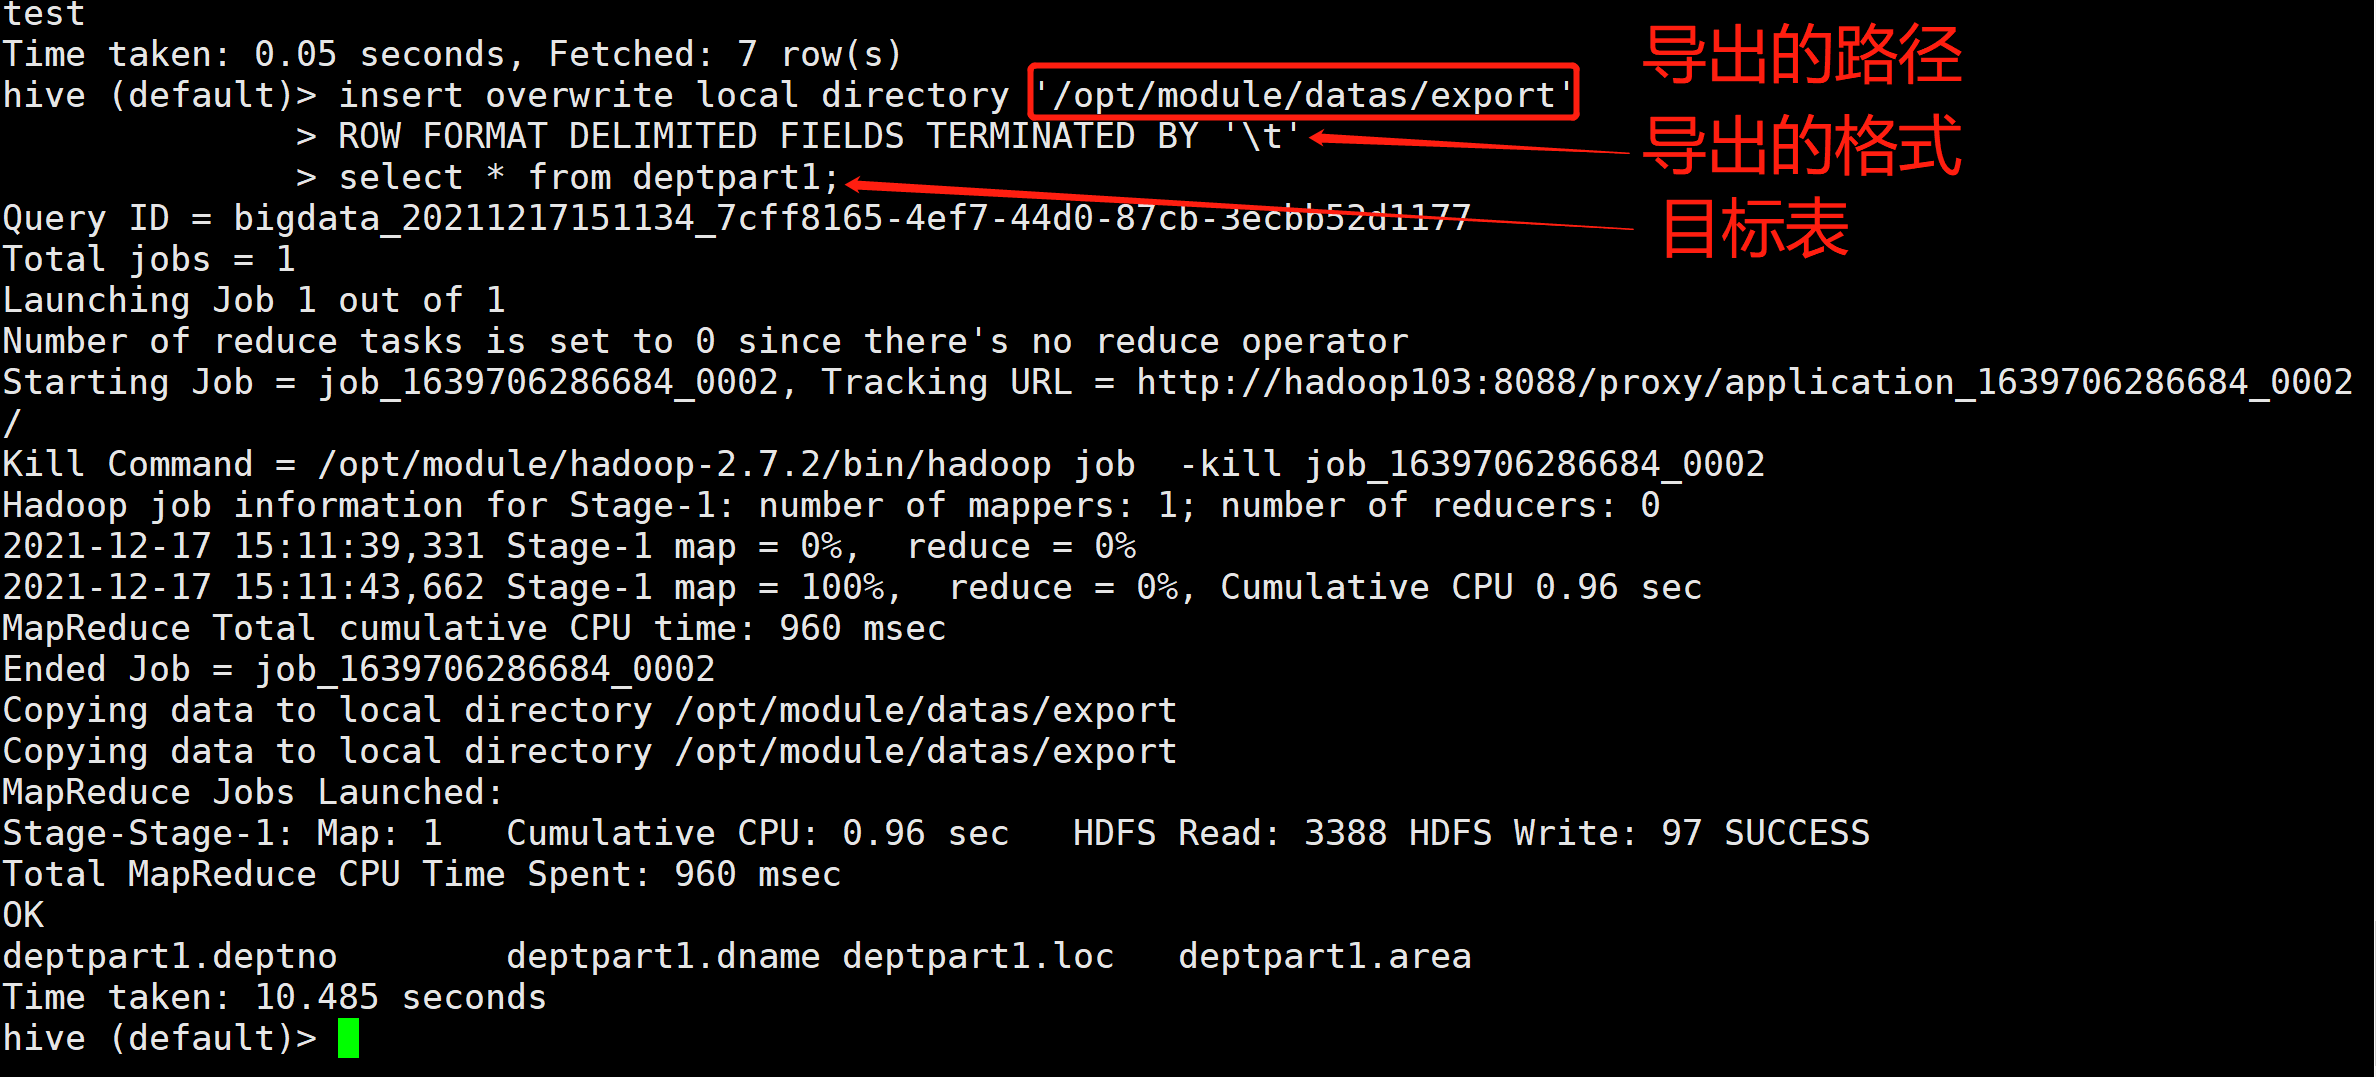 test
Time taken: 0.05 seconds, Fetched: 7 row(s)
hive (default)> insert overwrite local directory '/opt/module/datas/export'
导出的路径
> ROW FORMAT DELIMITED FIELDS TERMINATED BY '\t'
导出的格式
> select * from deptpart1;
目标表
Query ID = bigdata_20211217151134_7cff8165-4ef7-44d0-87cb-3ecbb52d1177
Total jobs = 1
Launching Job 1 out of 1
Number of reduce tasks is set to 0 since there's no reduce operator
Starting Job = job_1639706286684_0002, Tracking URL = http://hadoop103:8088/proxy/application_1639706286684_0002
/
Kill Command = /opt/module/hadoop-2.7.2/bin/hadoop job  -kill job_1639706286684_0002
Hadoop job information for Stage-1: number of mappers: 1; number of reducers: 0
2021-12-17 15:11:39,331 Stage-1 map = 0%,  reduce = 0%
2021-12-17 15:11:43,662 Stage-1 map = 100%,  reduce = 0%, Cumulative CPU 0.96 sec
MapReduce Total cumulative CPU time: 960 msec
Ended Job = job_1639706286684_0002
Copying data to local directory /opt/module/datas/export
Copying data to local directory /opt/module/datas/export
MapReduce Jobs Launched:
Stage-Stage-1: Map: 1   Cumulative CPU: 0.96 sec   HDFS Read: 3388 HDFS Write: 97 SUCCESS
Total MapReduce CPU Time Spent: 960 msec
OK
deptpart1.deptno        deptpart1.dname deptpart1.loc   deptpart1.area
Time taken: 10.485 seconds
hive (default)>